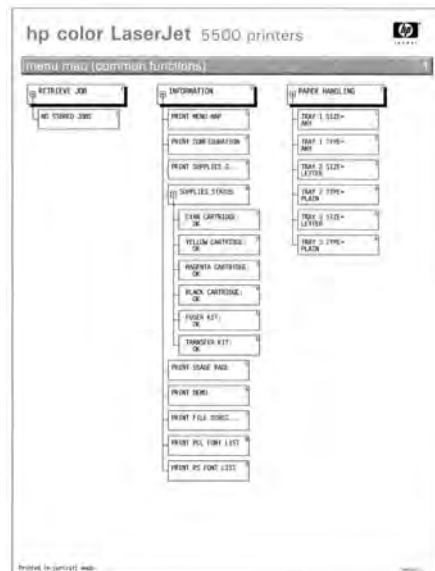 hp color LaserJet 5500 printers
hp
invent
menu map (common functions) 1
RETRIEVE JOB
NO STORED JOBS
INFORMATION
PRINT MENU MAP
PRINT CONFIGURATION
PRINT SUPPLIES S...
SUPPLIES STATUS
CYAN CARTRIDGE:
OK
YELLOW CARTRIDGE:
OK
MAGENTA CARTRIDGE:
OK
BLACK CARTRIDGE:
OK
FUSER KIT:
OK
TRANSFER KIT:
OK
PRINT USAGE PAGE
PRINT DEMO
PRINT FILE DIREC...
PRINT PCL FONT LIST
PRINT PS FONT LIST
PAPER HANDLING
TRAY 1 SIZE=
ANY
TRAY 1 TYPE=
ANY
TRAY 2 SIZE=
LETTER
TRAY 2 TYPE=
PLAIN
TRAY 3 SIZE=
LETTER
TRAY 3 TYPE=
PLAIN